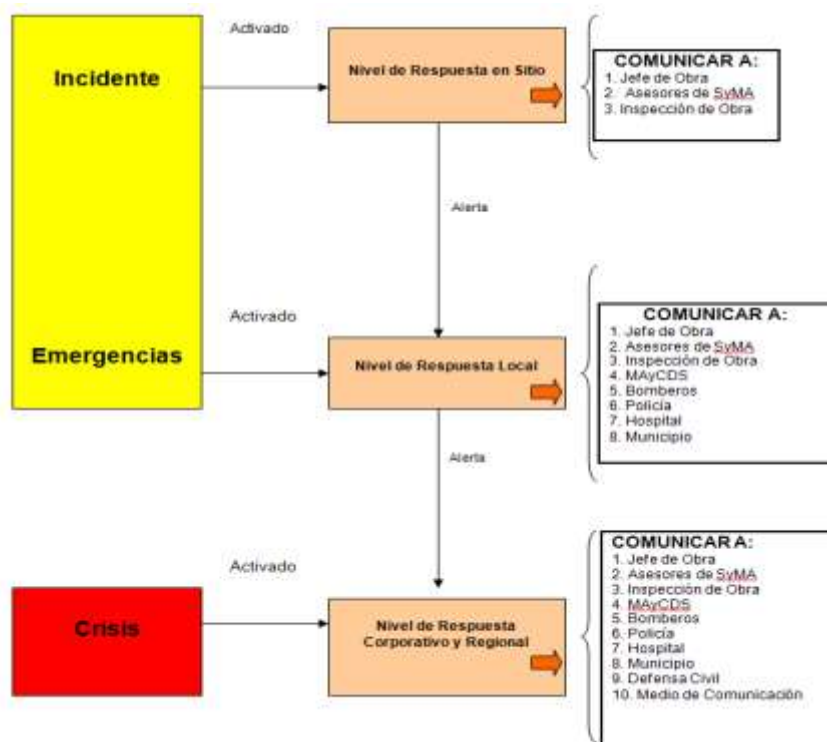 Incidente
Activado
Nivel de Respuesta en Sitio
COMUNICAR A:
1. Jefe de Obra
2. Asesores de SyMA
3. Inspección de Obra
Alerta
Emergencias
Activado
Nivel de Respuesta Local
COMUNICAR A:
1. Jefe de Obra
2. Asesores de SyMA
3. Inspección de Obra
4. MAyCDS
5. Bomberos
6. Policía
7. Hospital
8. Municipio
Alerta
Crisis
Activado
Nivel de Respuesta
Corporativo y Regional
COMUNICAR A:
1. Jefe de Obra
2. Asesores de SyMA
3. Inspección de Obra
4. MAyCDS
5. Bomberos
6. Policía
7. Hospital
8. Municipio
9. Defensa Civil
10. Medio de Comunicación